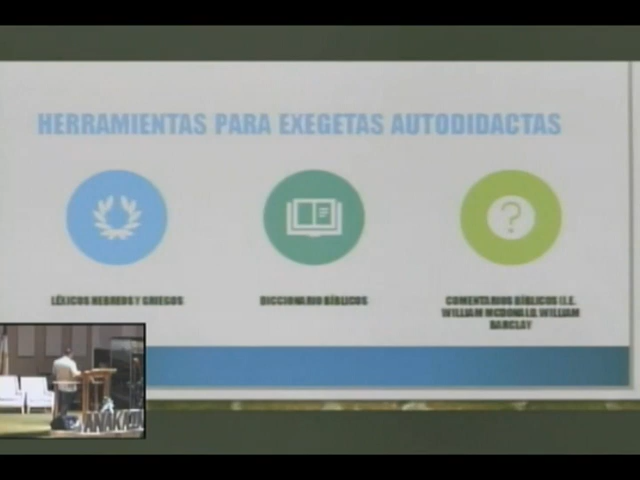 HERRAMIENTAS PARA EXEGETAS AUTODIDACTAS
LÉXICOS HEBREOS Y GRIEGOS
DICCIONARIO BÍBLICOS
COMENTARIOS BÍBLICOS (I.E.
WILLIAM MCDONALD, WILLIAM
BARCLAY